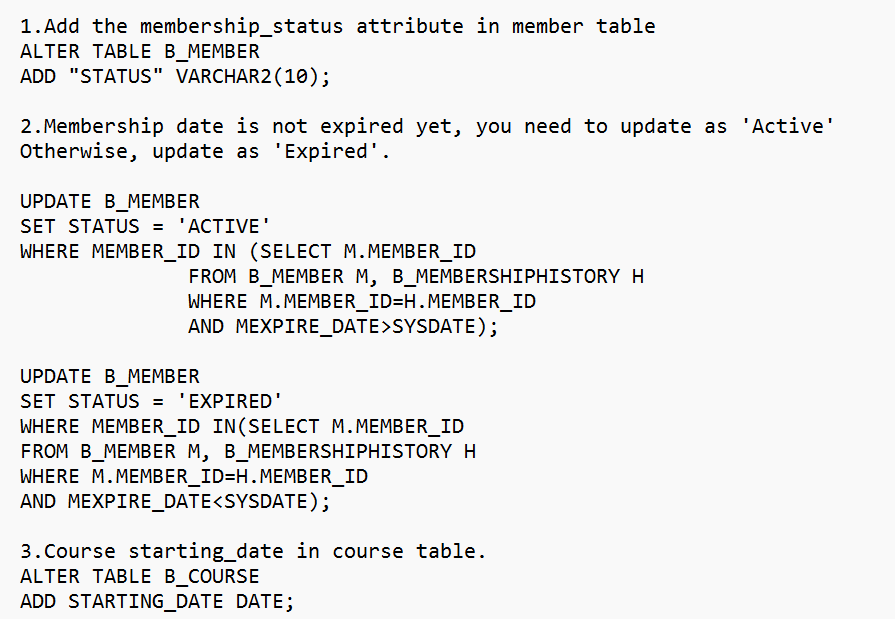 1.Add the membership_status attribute in member table
ALTER TABLE B_MEMBER
ADD "STATUS" VARCHAR2(10);

2.Membership date is not expired yet, you need to update as 'Active'
Otherwise, update as 'Expired'.

UPDATE B_MEMBER
SET STATUS = 'ACTIVE'
WHERE MEMBER_ID IN (SELECT M.MEMBER_ID
              FROM B_MEMBER M, B_MEMBERSHIPHISTORY H
              WHERE M.MEMBER_ID=H.MEMBER_ID
              AND MEXPIRE_DATE>SYSDATE);

UPDATE B_MEMBER
SET STATUS = 'EXPIRED'
WHERE MEMBER_ID IN(SELECT M.MEMBER_ID
FROM B_MEMBER M, B_MEMBERSHIPHISTORY H
WHERE M.MEMBER_ID=H.MEMBER_ID
AND MEXPIRE_DATE<SYSDATE);

3.Course starting_date in course table.
ALTER TABLE B_COURSE
ADD STARTING_DATE DATE;